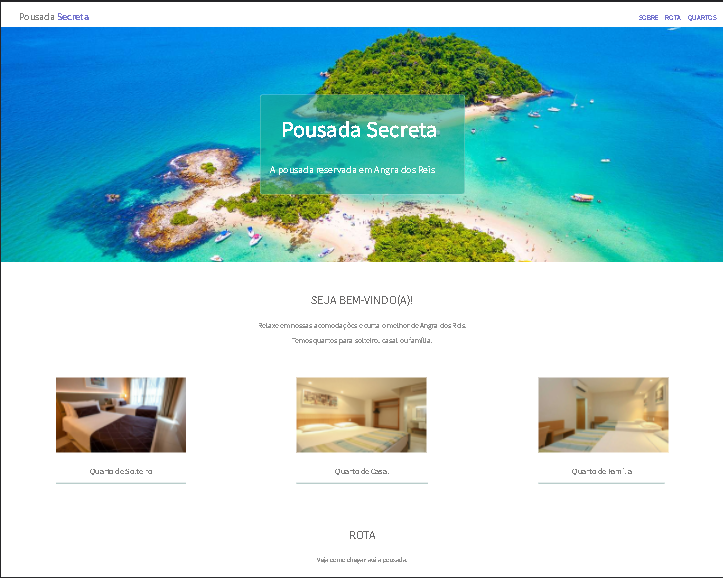 Pousada Secreta
SOBRE ROTA QUARTOS
Pousada Secreta
A pousada reservada em Angra dos Reis
SEJA BEM-VINDO(A)!
Relaxe em nossas acomodações e curta o melhor de Angra dos Reis.
Temos quartos para solteiro, casal ou família.
Quarto de Solteiro
Quarto de Casal
Quarto de Família
ROTA
Veja como chegar até a pousada.